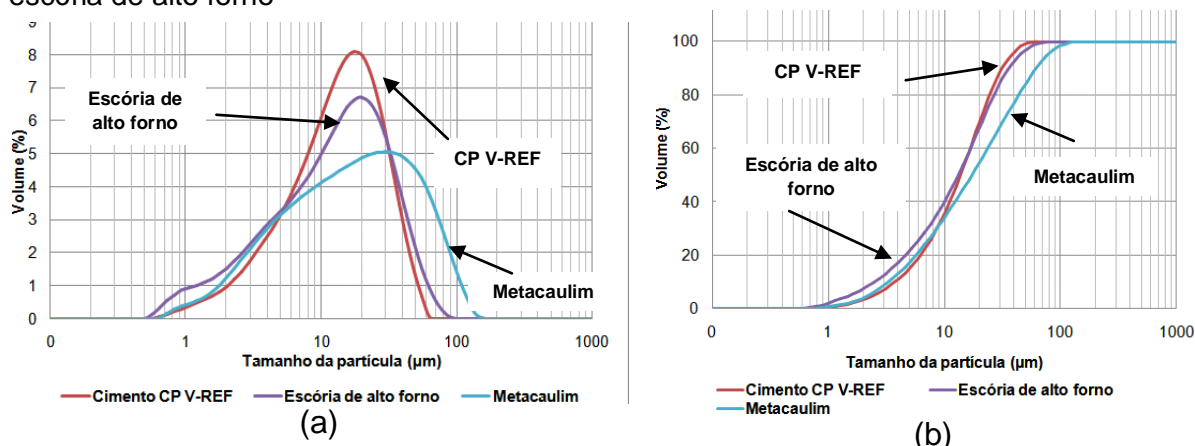 escória de alto forno
9
8
7
6
5
4
3
2
1
0
Volume (%)
Escória de
alto forno
CP V-REF
Metacaulim
0 1 10 100 1000
Tamanho da partícula (µm)
Cimento CP V-REF Escória de alto forno Metacaulim
(a)
100
80
60
40
20
0
Volume (%)
CP V-REF
Escória de alto
forno
Metacaulim
0 1 10 100 1000
Tamanho da partícula (µm)
Cimento CP V-REF Escória de alto forno
Metacaulim
(b)